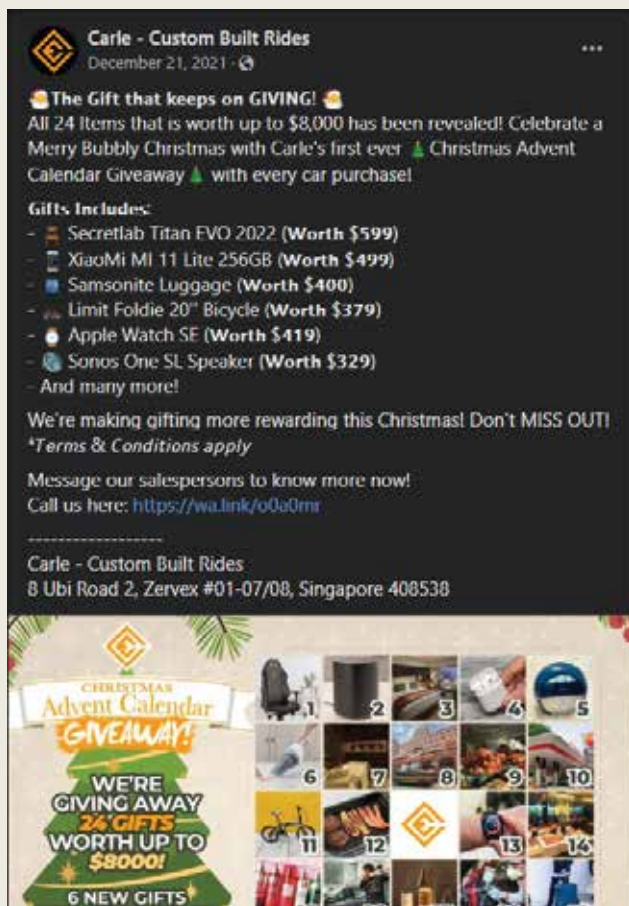 Carle - Custom Built Rides
December 21, 2021
The Gift that keeps on GIVING!
All 24 Items that is worth up to $8,000 has been revealed! Celebrate a
Merry Bubbly Christmas with Carle's first ever Christmas Advent
Calendar Giveaway with every car purchase!
Gifts Includes:
- Secretlab Titan EVO 2022 (Worth $599)
- XiaoMi MI 11 Lite 256GB (Worth $499)
- Samsonite Luggage (Worth $400)
- Limit Foldie 20" Bicycle (Worth $379)
- Apple Watch SE (Worth $419)
- Sonos One SL Speaker (Worth $329)
- And many more!
We're making gifting more rewarding this Christmas! Don't MISS OUT!
*Terms & Conditions apply
Message our salespersons to know more now!
Call us here: https://wa.link/o0a0mr
------------------
Carle - Custom Built Rides
8 Ubi Road 2, Zervex #01-07/08, Singapore 408538
CHRISTMAS
Advent Calendar
GIVEAWAY!
WE'RE
GIVING AWAY
24 GIFTS
WORTH UP TO
$8000!
6 NEW GIFTS
1 2 3 4 5
6 7 8 9 10
11 12 13 14